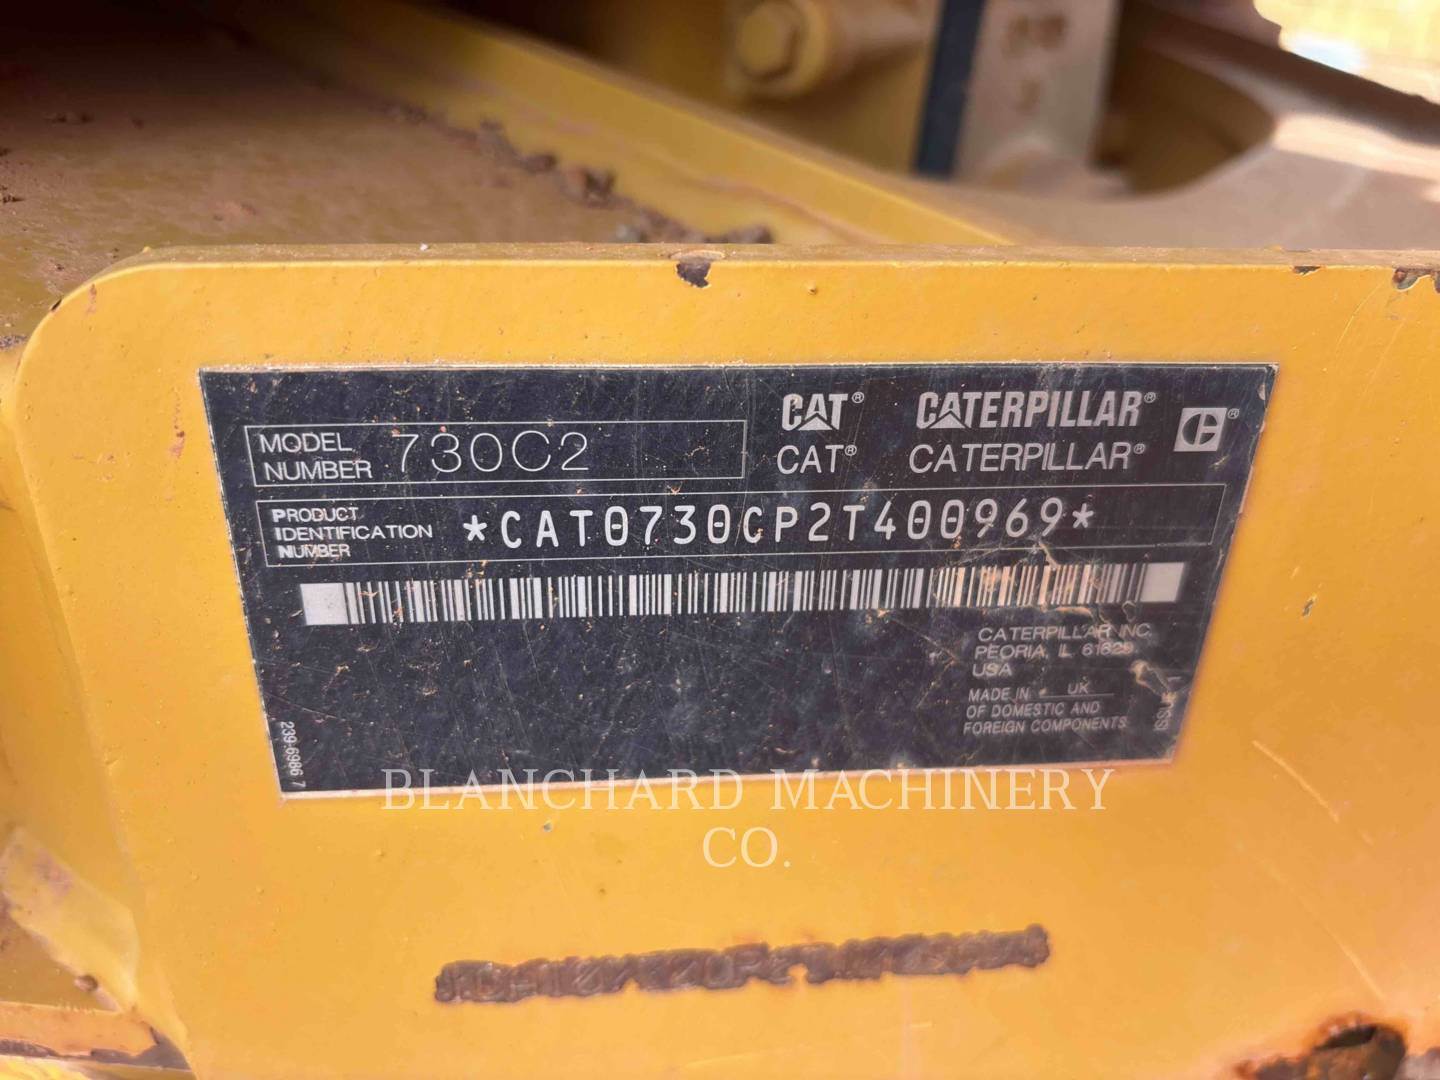 MODEL NUMBER 730C2
CAT® CATERPILLAR®
CAT® CATERPILLAR®
PRODUCT IDENTIFICATION NUMBER *CAT0730CP2T400969*
CATERPILLAR INC.
PEORIA, IL 61629
USA
MADE IN UK
OF DOMESTIC AND
FOREIGN COMPONENTS
239-6986 7
BLANCHARD MACHINERY
CO.